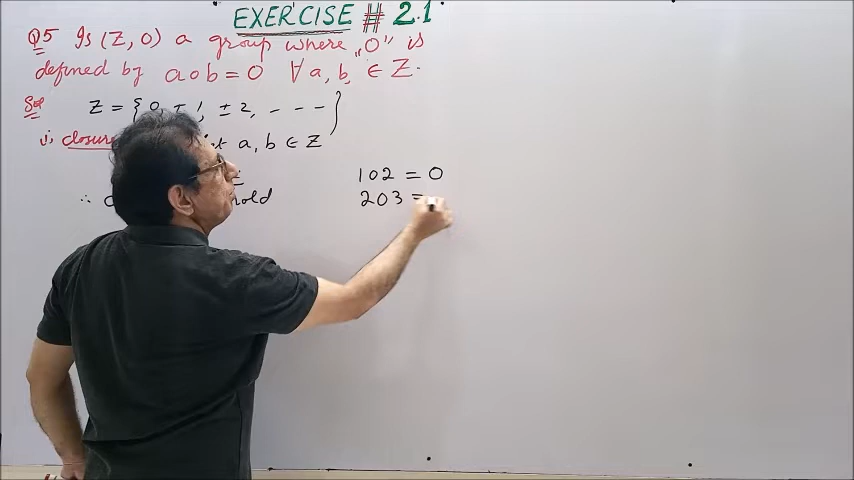 EXERCISE # 2.1
Q5 Is (Z, o) a group where "o" is
defined by a o b = 0 ∀ a, b, ∈ Z.
Sol Z = {0, ± 1, ± 2, - - - }
i, closure a, b ∈ Z
1 o 2 = 0
∴ hold 2 o 3 =